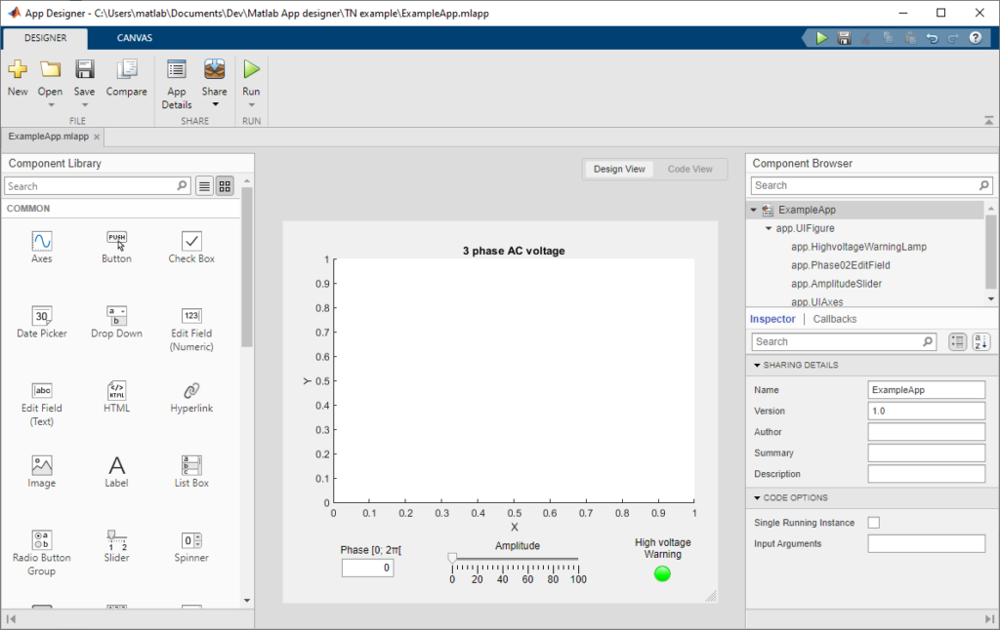 App Designer - C:\Users\matlab\Documents\Dev\Matlab App designer\TN example\ExampleApp.mlapp
DESIGNER CANVAS
New Open Save Compare App Details Share Run
FILE SHARE RUN
ExampleApp.mlapp
Component Library
Search
COMMON
Axes Button Check Box
PUSH
30
a
b
123
Date Picker Drop Down Edit Field
(Numeric)
abc
</>
HTML
Edit Field
(Text)
HTML Hyperlink
A
a
b
c
Image Label List Box
a
b
1 2
0
Radio Button
Group
Slider Spinner
Design View Code View
3 phase AC voltage
1
0.9
0.8
0.7
0.6
0.5
0.4
0.3
0.2
0.1
0
Y
0 0.1 0.2 0.3 0.4 0.5 0.6 0.7 0.8 0.9 1
X
Phase [0; 2π[
0
Amplitude
0 20 40 60 80 100
High voltage
Warning
Component Browser
Search
ExampleApp
app.UIFigure
app.HighvoltageWarningLamp
app.Phase02EditField
app.AmplitudeSlider
app.UIAxes
Inspector | Callbacks
Search
a
z
SHARING DETAILS
Name ExampleApp
Version 1.0
Author
Summary
Description
CODE OPTIONS
Single Running Instance
Input Arguments